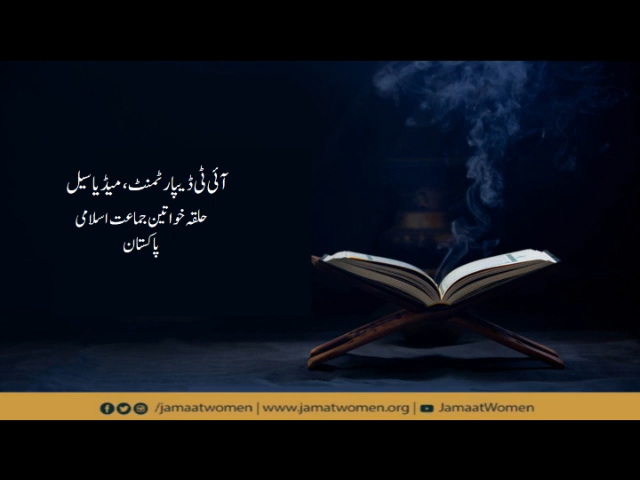 آئی ٹی ڈیپارٹمنٹ، میڈیا سیل
حلقہ خواتین جماعت اسلامی
پاکستان
/jamaatwomen | www.jamatwomen.org | JamaatWomen